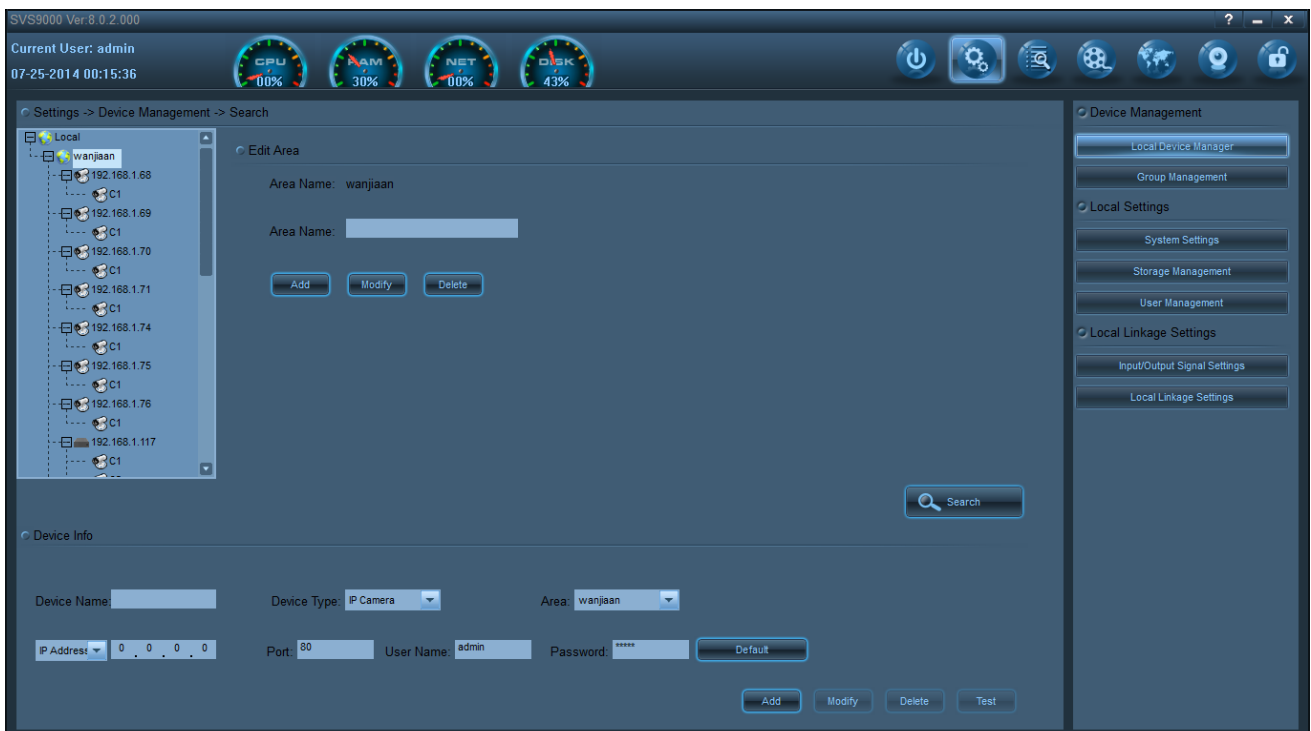 SVS9000 Ver:8.0.2.000
? – x
Current User: admin
07-25-2014 00:15:36
CPU
00%
RAM
30%
NET
00%
DISK
43%
Settings -> Device Management -> Search
Local
wanjiaan
192.168.1.68
C1
192.168.1.69
C1
192.168.1.70
C1
192.168.1.71
C1
192.168.1.74
C1
192.168.1.75
C1
192.168.1.76
C1
192.168.1.117
C1
Edit Area
Area Name: wanjiaan
Area Name:
Add Modify Delete
Search
Device Info
Device Name:
Device Type: IP Camera
Area: wanjiaan
IP Address 0 . 0 . 0 . 0
Port: 80
User Name: admin
Password: *****
Default
Add Modify Delete Test
Device Management
Local Device Manager
Group Management
Local Settings
System Settings
Storage Management
User Management
Local Linkage Settings
Input/Output Signal Settings
Local Linkage Settings